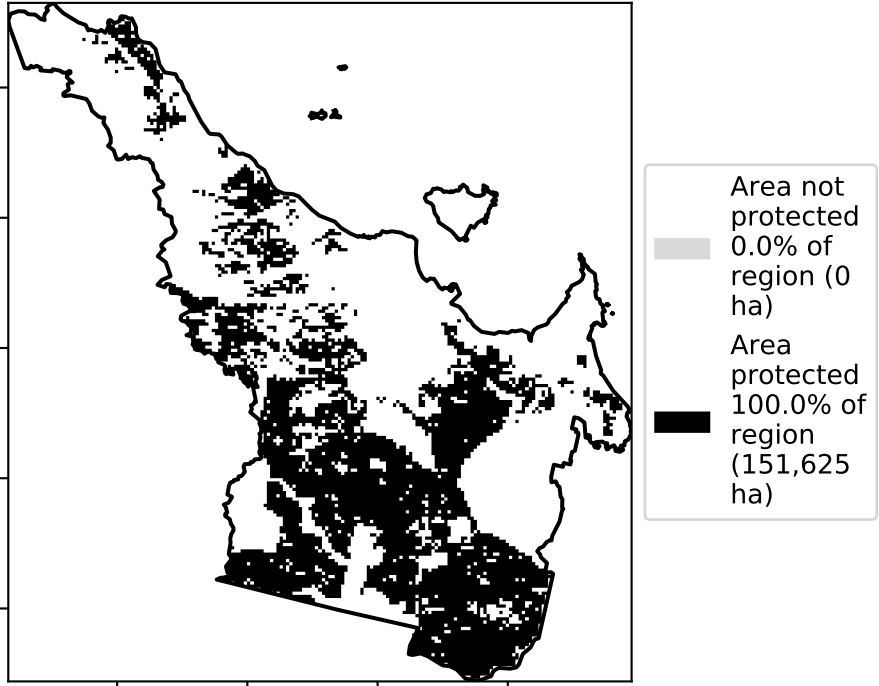 Area not
protected
0.0% of
region (0
ha)
Area
protected
100.0% of
region
(151,625
ha)